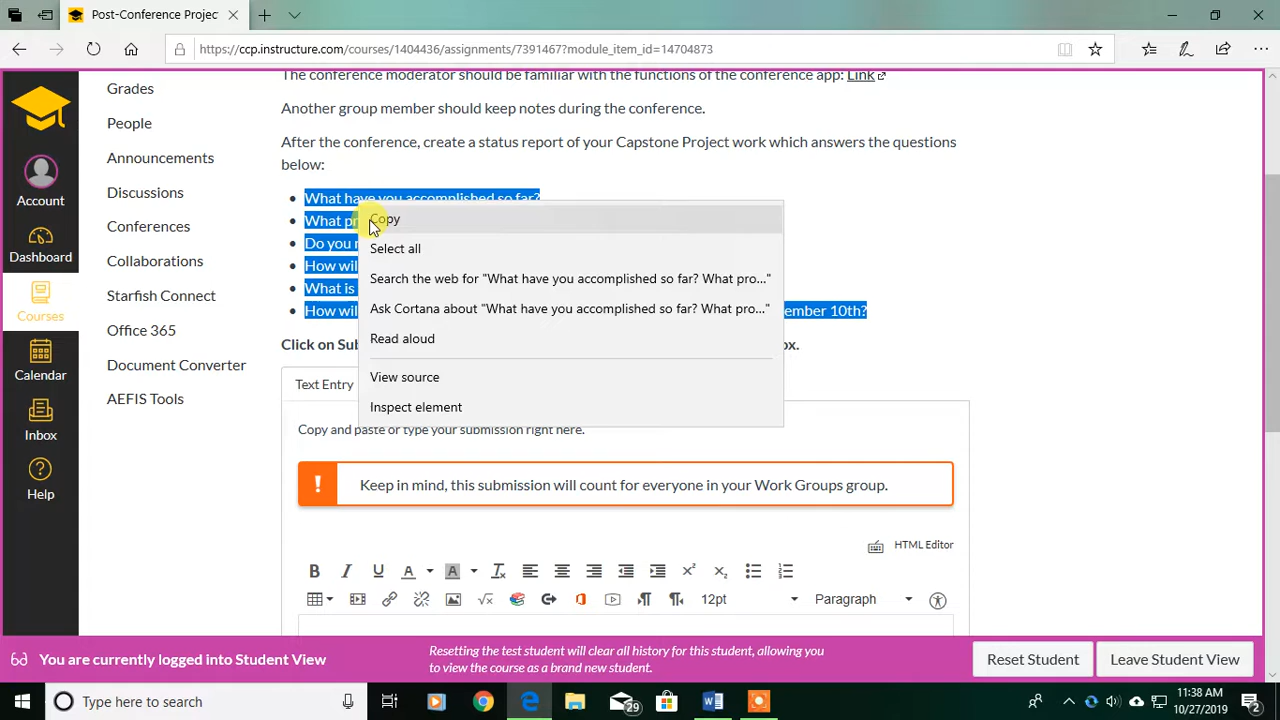 Post-Conference Project
https://ccp.instructure.com/courses/1404436/assignments/7391467?module_item_id=14704873
Account
Dashboard
Courses
Calendar
Inbox
Help
Grades
People
Announcements
Discussions
Conferences
Collaborations
Starfish Connect
Office 365
Document Converter
AEFIS Tools
The conference moderator should be familiar with the functions of the conference app: Link
Another group member should keep notes during the conference.
After the conference, create a status report of your Capstone Project work which answers the questions
below:
What have you accomplished so far?
What
Do you
How will
What is
How will ember 10th?
Click on ox.
Copy
Select all
Search the web for "What have you accomplished so far? What pro..."
Ask Cortana about "What have you accomplished so far? What pro..."
Read aloud
View source
Inspect element
Text Entry
Copy and paste or type your submission right here.
! Keep in mind, this submission will count for everyone in your Work Groups group.
HTML Editor
B I U A A
12pt Paragraph
You are currently logged into Student View
Resetting the test student will clear all history for this student, allowing you
to view the course as a brand new student.
Reset Student
Leave Student View
Type here to search
29
11:38 AM
10/27/2019
2